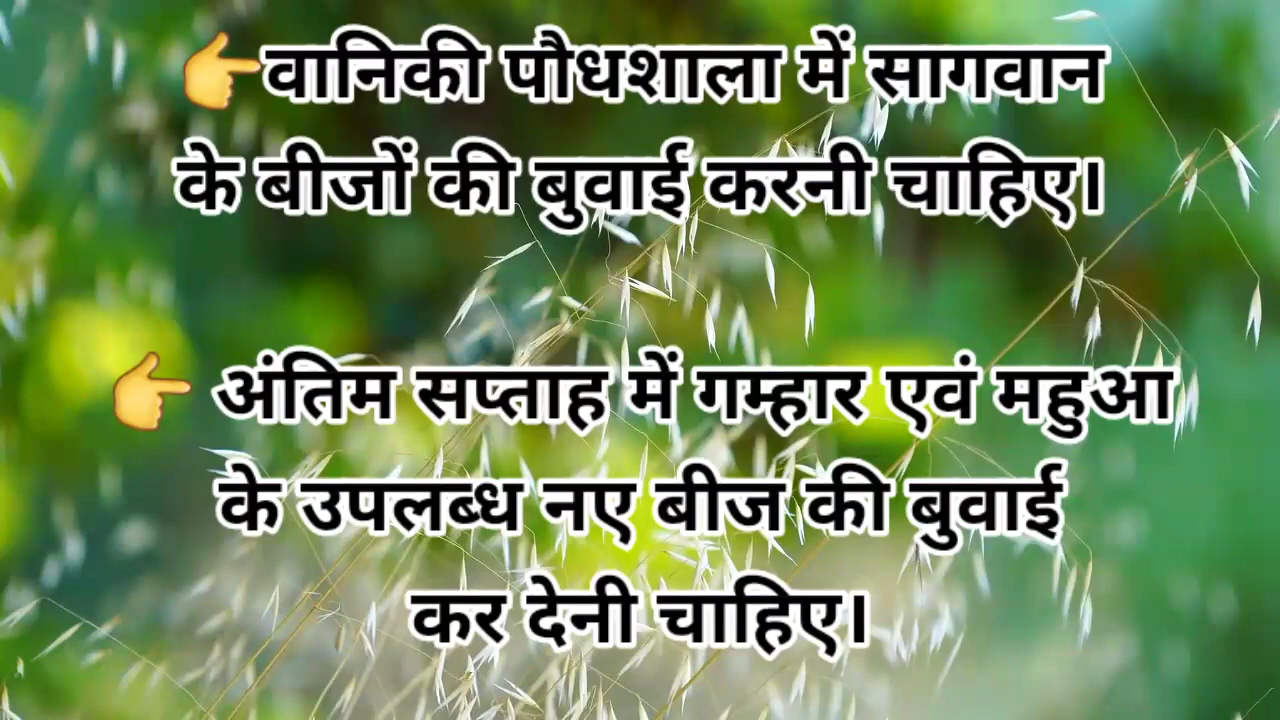 👉वानिकी पौधशाला में सागवान
के बीजों की बुवाई करनी चाहिए।
👉 अंतिम सप्ताह में गम्हार एवं महुआ
के उपलब्ध नए बीज की बुवाई
कर देनी चाहिए।